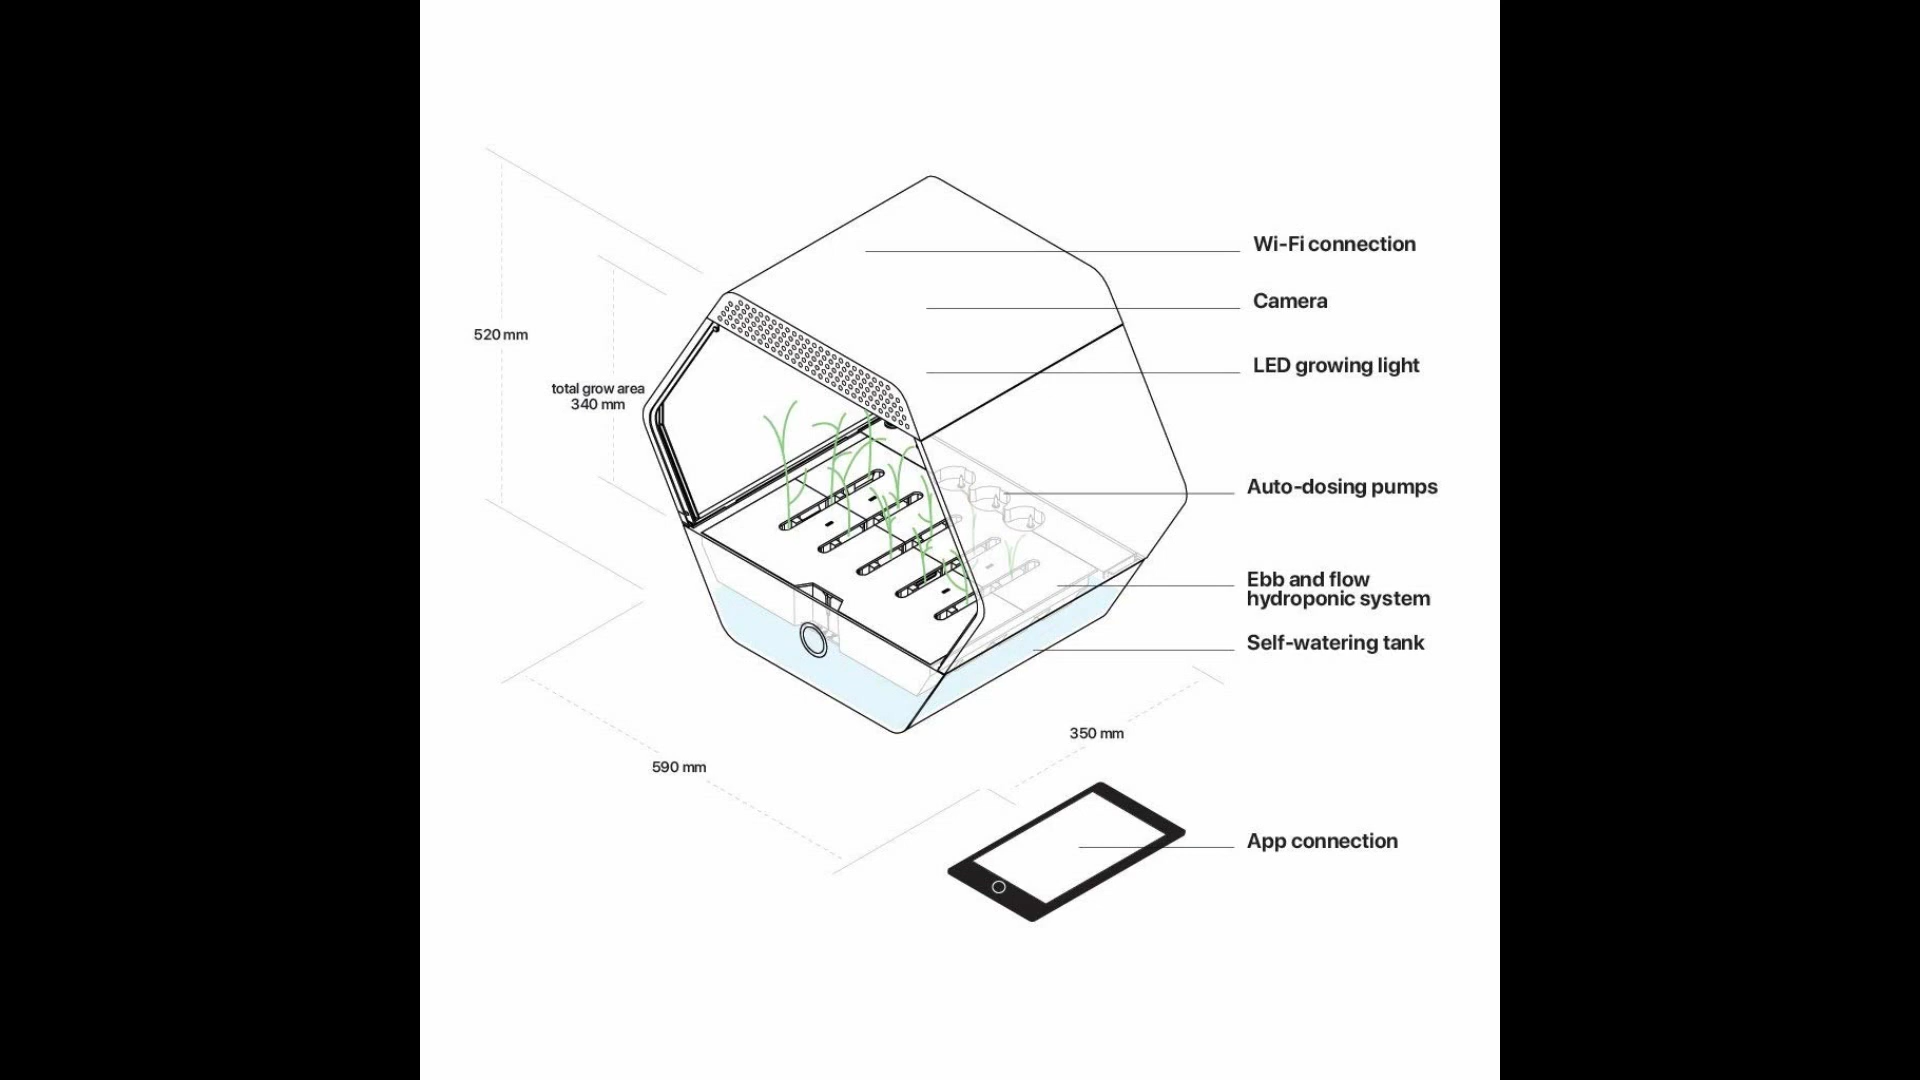 Wi-Fi connection
Camera
520 mm
LED growing light
total grow area
340 mm
Auto-dosing pumps
Ebb and flow
hydroponic system
Self-watering tank
350 mm
590 mm
App connection